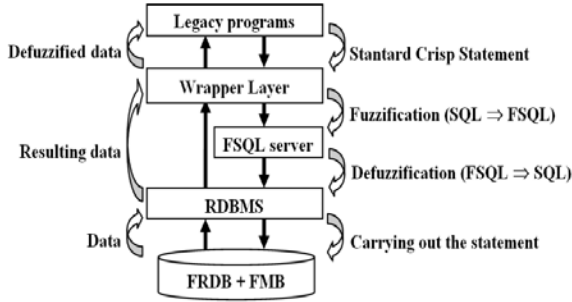 Legacy programs
Defuzzified data
Stantard Crisp Statement
Wrapper Layer
Fuzzification (SQL ⇒ FSQL)
FSQL server
Resulting data
Defuzzification (FSQL ⇒ SQL)
RDBMS
Data
Carrying out the statement
FRDB + FMB